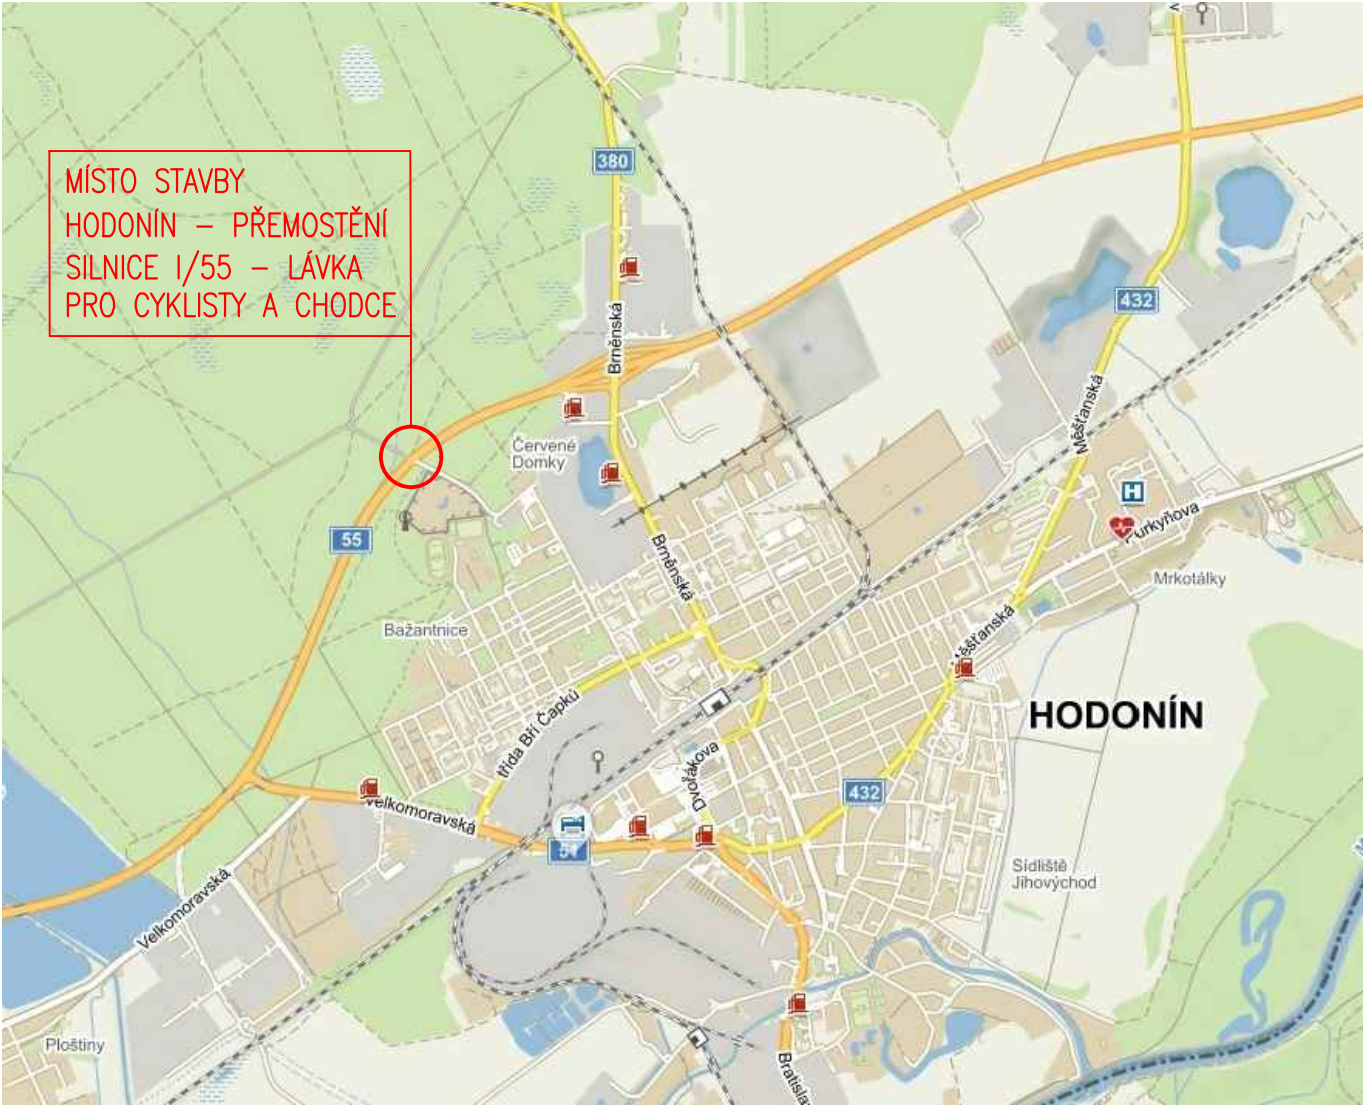 MÍSTO STAVBY
HODONÍN – PŘEMOSTĚNÍ
SILNICE I/55 – LÁVKA
PRO CYKLISTY A CHODCE
380
Brněnská
432
Měšťanská
Červené
Domky
55
H
Purkyňova
Brněnská
Mrkotálky
Bažantnice
Měšťanská
HODONÍN
třída Bří Čapků
Dvořákova
432
Velkomoravská
51
Sídliště
Jihovýchod
Velkomoravská
Ploštiny